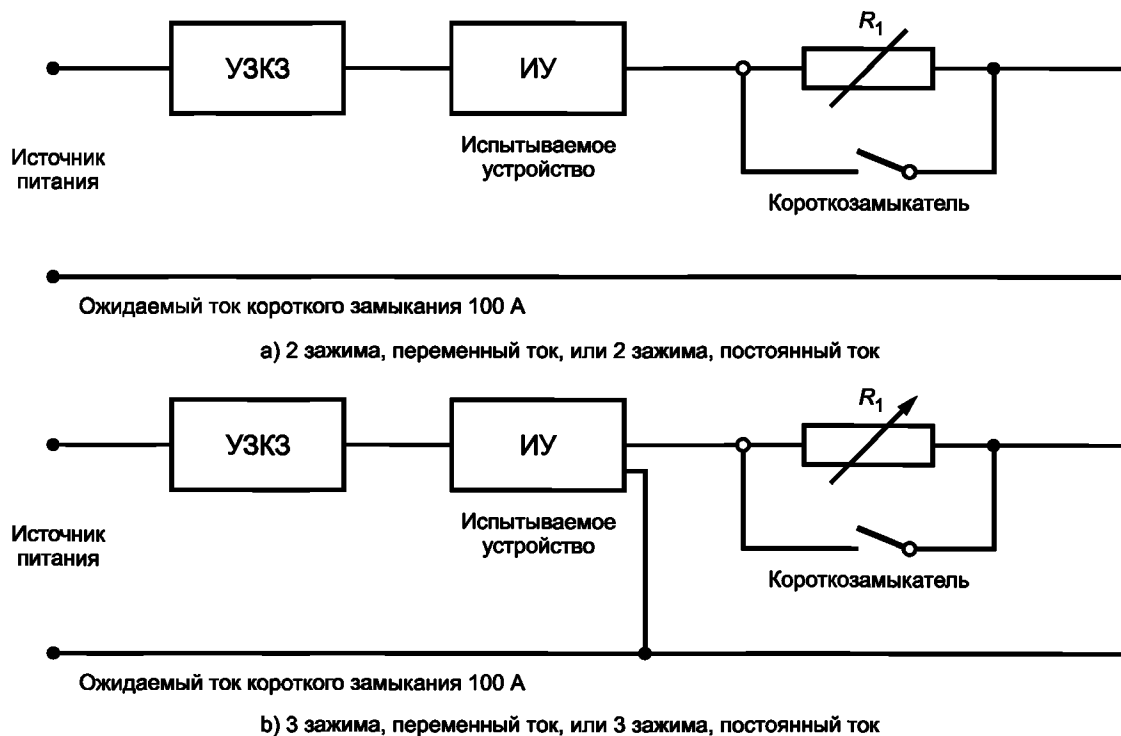 R1
УЗКЗ
ИУ
Источник
питания
Испытываемое
устройство
Короткозамыкатель
Ожидаемый ток короткого замыкания 100 А
a) 2 зажима, переменный ток, или 2 зажима, постоянный ток
R1
УЗКЗ
ИУ
Источник
питания
Испытываемое
устройство
Короткозамыкатель
Ожидаемый ток короткого замыкания 100 А
b) 3 зажима, переменный ток, или 3 зажима, постоянный ток